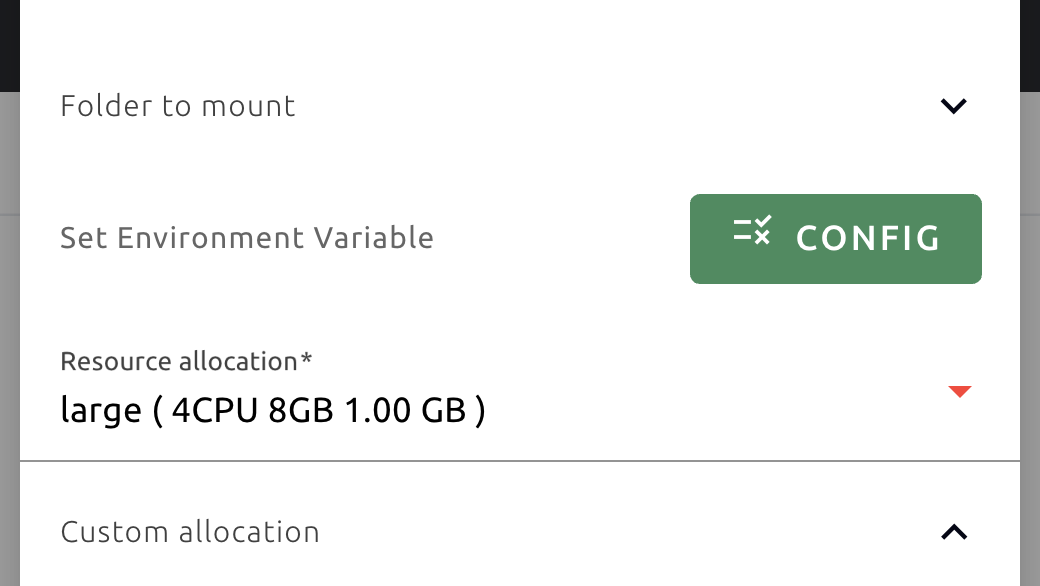 Folder to mount
Set Environment Variable
CONFIG
Resource allocation*
large ( 4CPU 8GB 1.00 GB )
Custom allocation